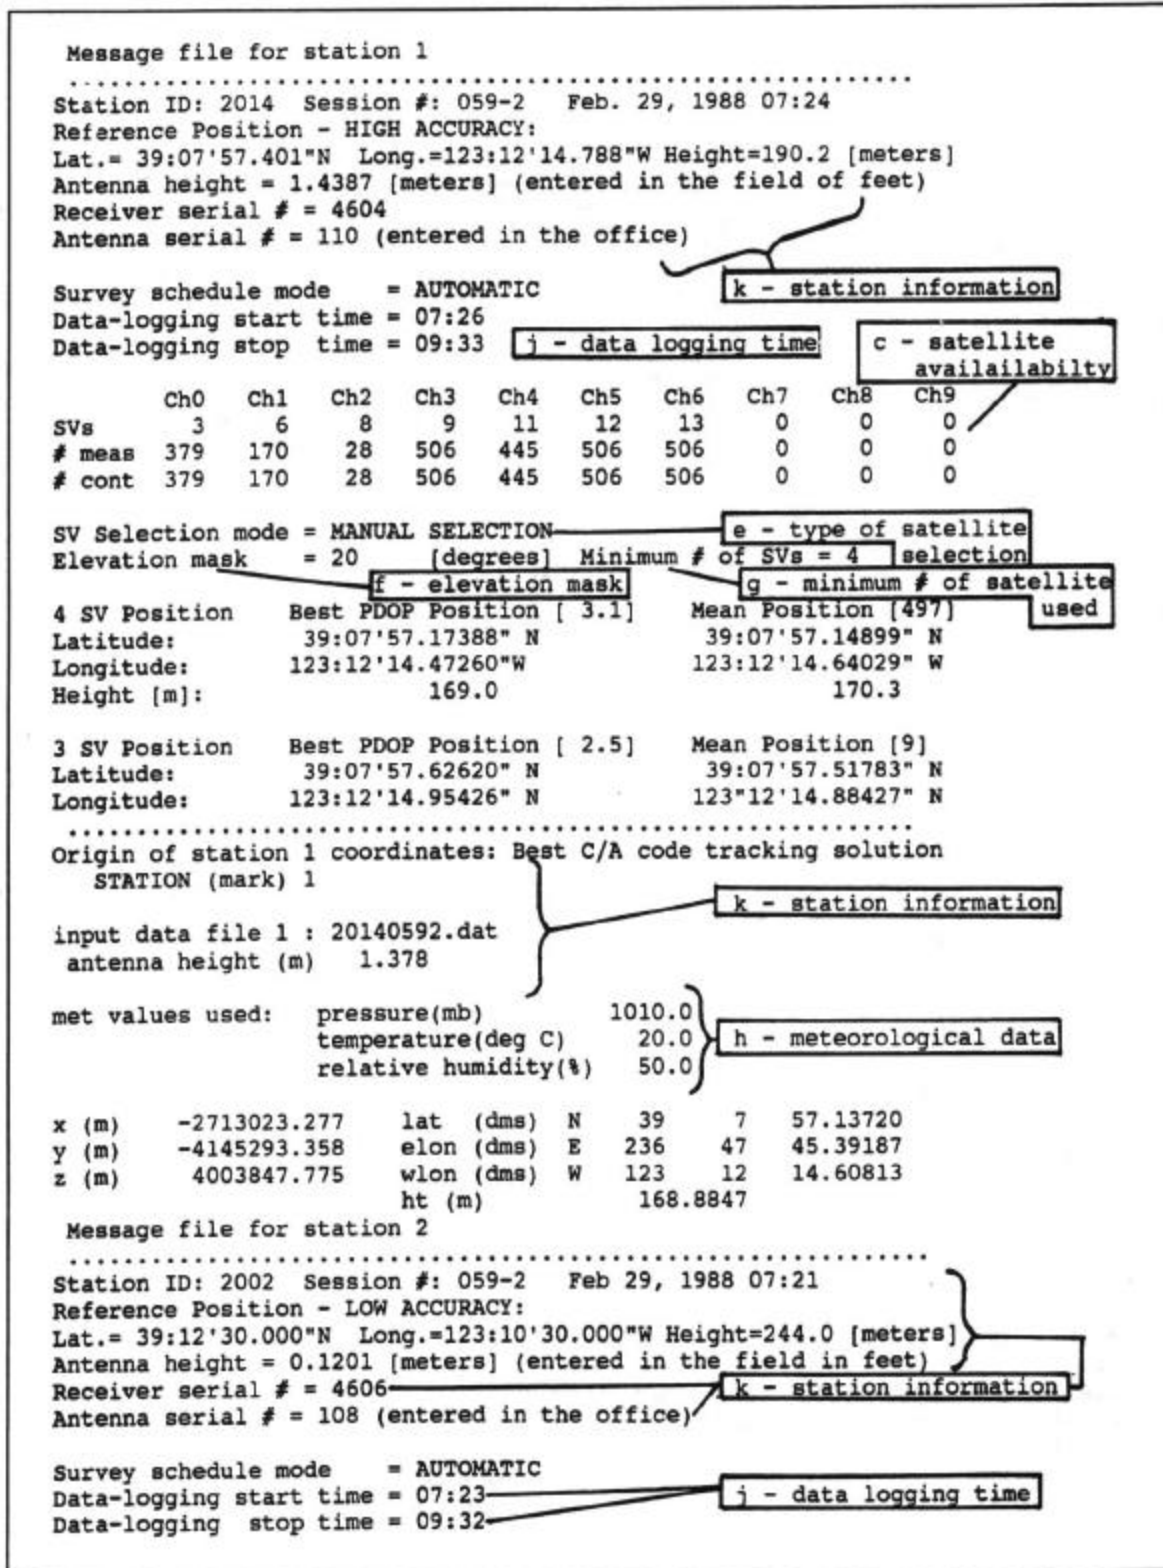 Message file for station 1
Station ID: 2014 Session #: 059-2 Feb. 29, 1988 07:24
Reference Position - HIGH ACCURACY:
Lat.= 39:07'57.401"N Long.=123:12'14.788"W Height=190.2 [meters]
Antenna height = 1.4387 [meters] (entered in the field of feet)
Receiver serial # = 4604
Antenna serial # = 110 (entered in the office)
k - station information
Survey schedule mode = AUTOMATIC
Data-logging start time = 07:26
Data-logging stop time = 09:33
j - data logging time
c - satellite
availailabilty
Ch0 Ch1 Ch2 Ch3 Ch4 Ch5 Ch6 Ch7 Ch8 Ch9
SVs 3 6 8 9 11 12 13 0 0 0
# meas 379 170 28 506 445 506 506 0 0 0
# cont 379 170 28 506 445 506 506 0 0 0
SV Selection mode = MANUAL SELECTION
e - type of satellite
selection
Elevation mask = 20 [degrees] Minimum # of SVs = 4
f - elevation mask
g - minimum # of satellite
used
4 SV Position Best PDOP Position [ 3.1] Mean Position [497]
Latitude: 39:07'57.17388" N 39:07'57.14899" N
Longitude: 123:12'14.47260"W 123:12'14.64029" W
Height [m]: 169.0 170.3
3 SV Position Best PDOP Position [ 2.5] Mean Position [9]
Latitude: 39:07'57.62620" N 39:07'57.51783" N
Longitude: 123:12'14.95426" N 123"12'14.88427" N
Origin of station 1 coordinates: Best C/A code tracking solution
STATION (mark) 1
k - station information
input data file 1 : 20140592.dat
antenna height (m) 1.378
met values used: pressure(mb) 1010.0
temperature(deg C) 20.0
relative humidity(%) 50.0
h - meteorological data
x (m) -2713023.277 lat (dms) N 39 7 57.13720
y (m) -4145293.358 elon (dms) E 236 47 45.39187
z (m) 4003847.775 wlon (dms) W 123 12 14.60813
ht (m) 168.8847
Message file for station 2
Station ID: 2002 Session #: 059-2 Feb 29, 1988 07:21
Reference Position - LOW ACCURACY:
Lat.= 39:12'30.000"N Long.=123:10'30.000"W Height=244.0 [meters]
Antenna height = 0.1201 [meters] (entered in the field in feet)
Receiver serial # = 4606
k - station information
Antenna serial # = 108 (entered in the office)
Survey schedule mode = AUTOMATIC
Data-logging start time = 07:23
j - data logging time
Data-logging stop time = 09:32